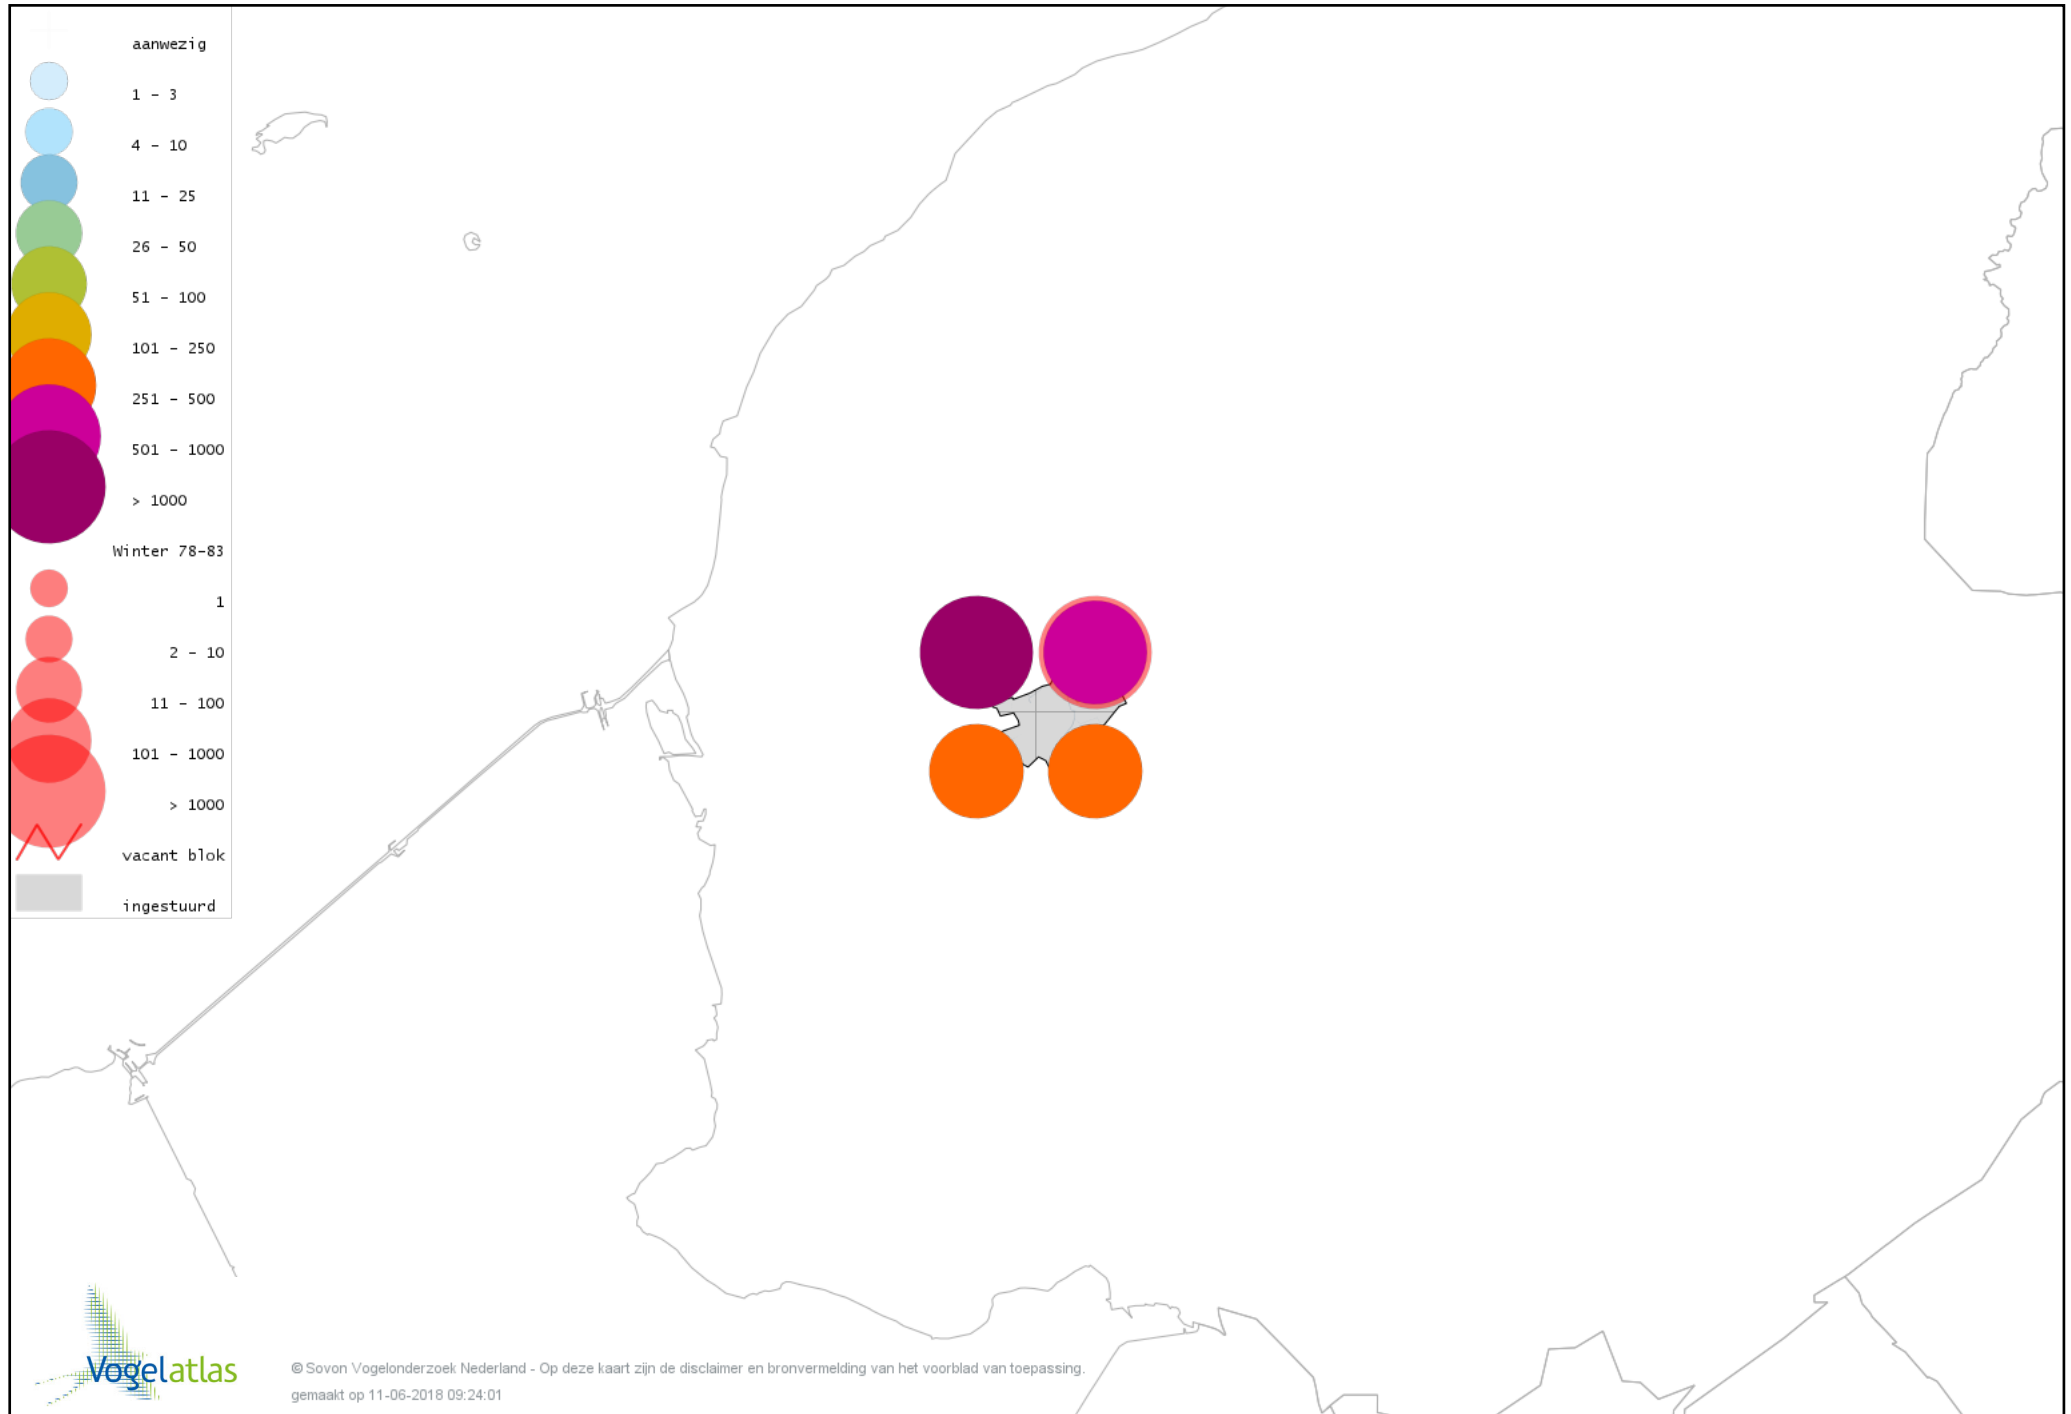 aanwezig
1 - 3
4 - 10
11 - 25
26 - 50
51 - 100
101 - 250
251 - 500
501 - 1000
> 1000
Winter 78-83
1
2 - 10
11 - 100
101 - 1000
> 1000
vacant blok
ingestuurd
Vogelatlas
© Sovon Vogelonderzoek Nederland - Op deze kaart zijn de disclaimer en bronvermelding van het voorblad van toepassing.
gemaakt op 11-06-2018 09:24:01